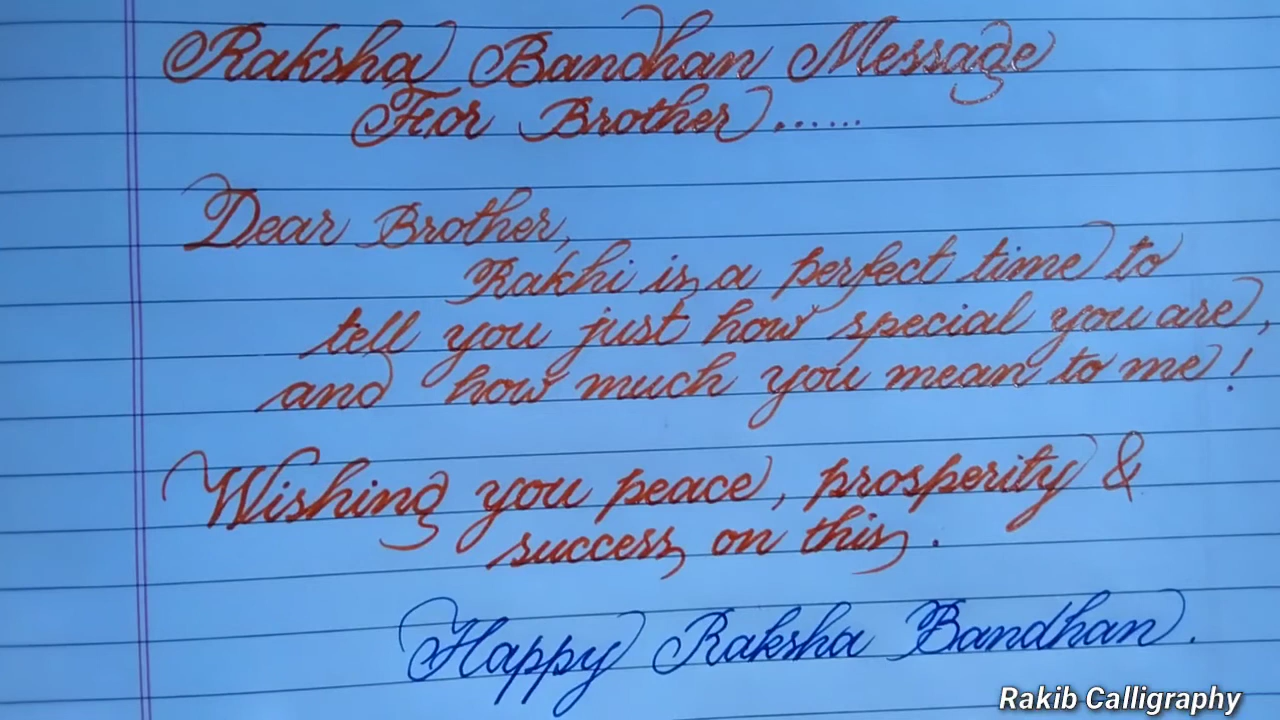 Raksha Bandhan Message
For Brother......
Dear Brother,
Rakhi is a perfect time to
tell you just how special you are,
and how much you mean to me!
Wishing you peace, prosperity &
success on this.
Happy Raksha Bandhan.
Rakib Calligraphy